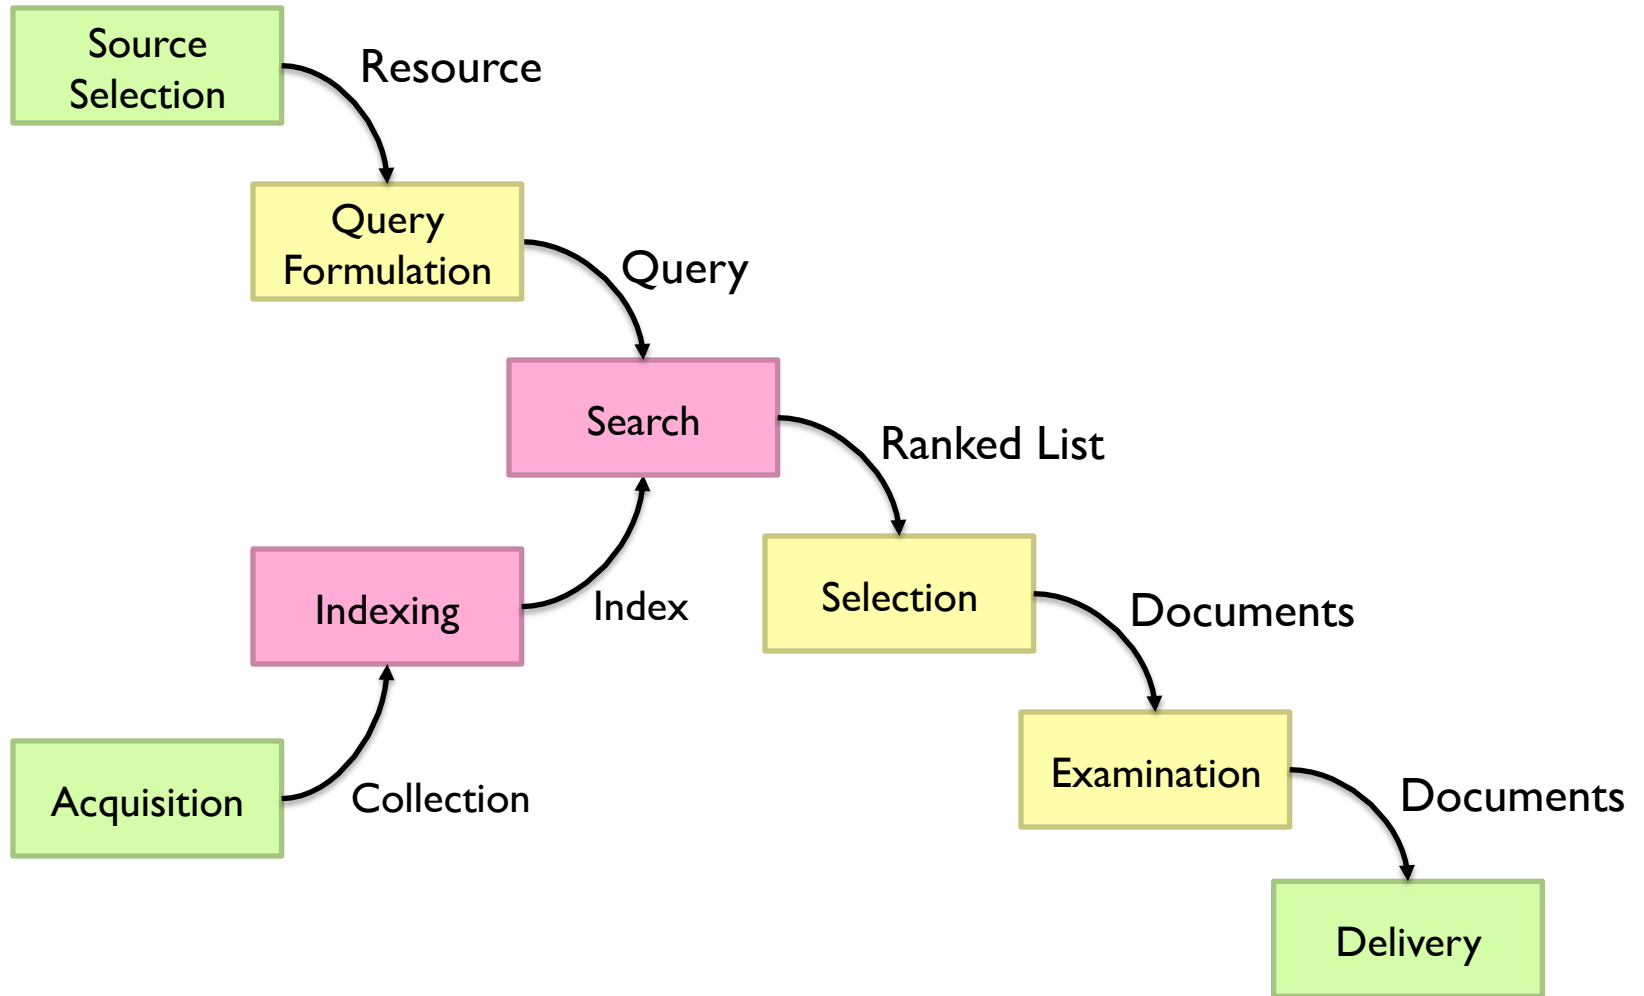 Source
Selection
Resource
Query
Formulation
Query
Search
Ranked List
Indexing
Index
Selection
Documents
Acquisition
Collection
Examination
Documents
Delivery